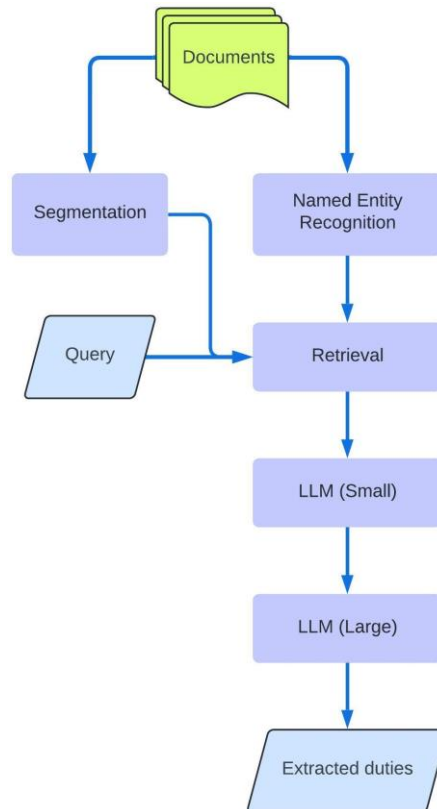 Documents
Segmentation
Named Entity
Recognition
Query
Retrieval
LLM (Small)
LLM (Large)
Extracted duties